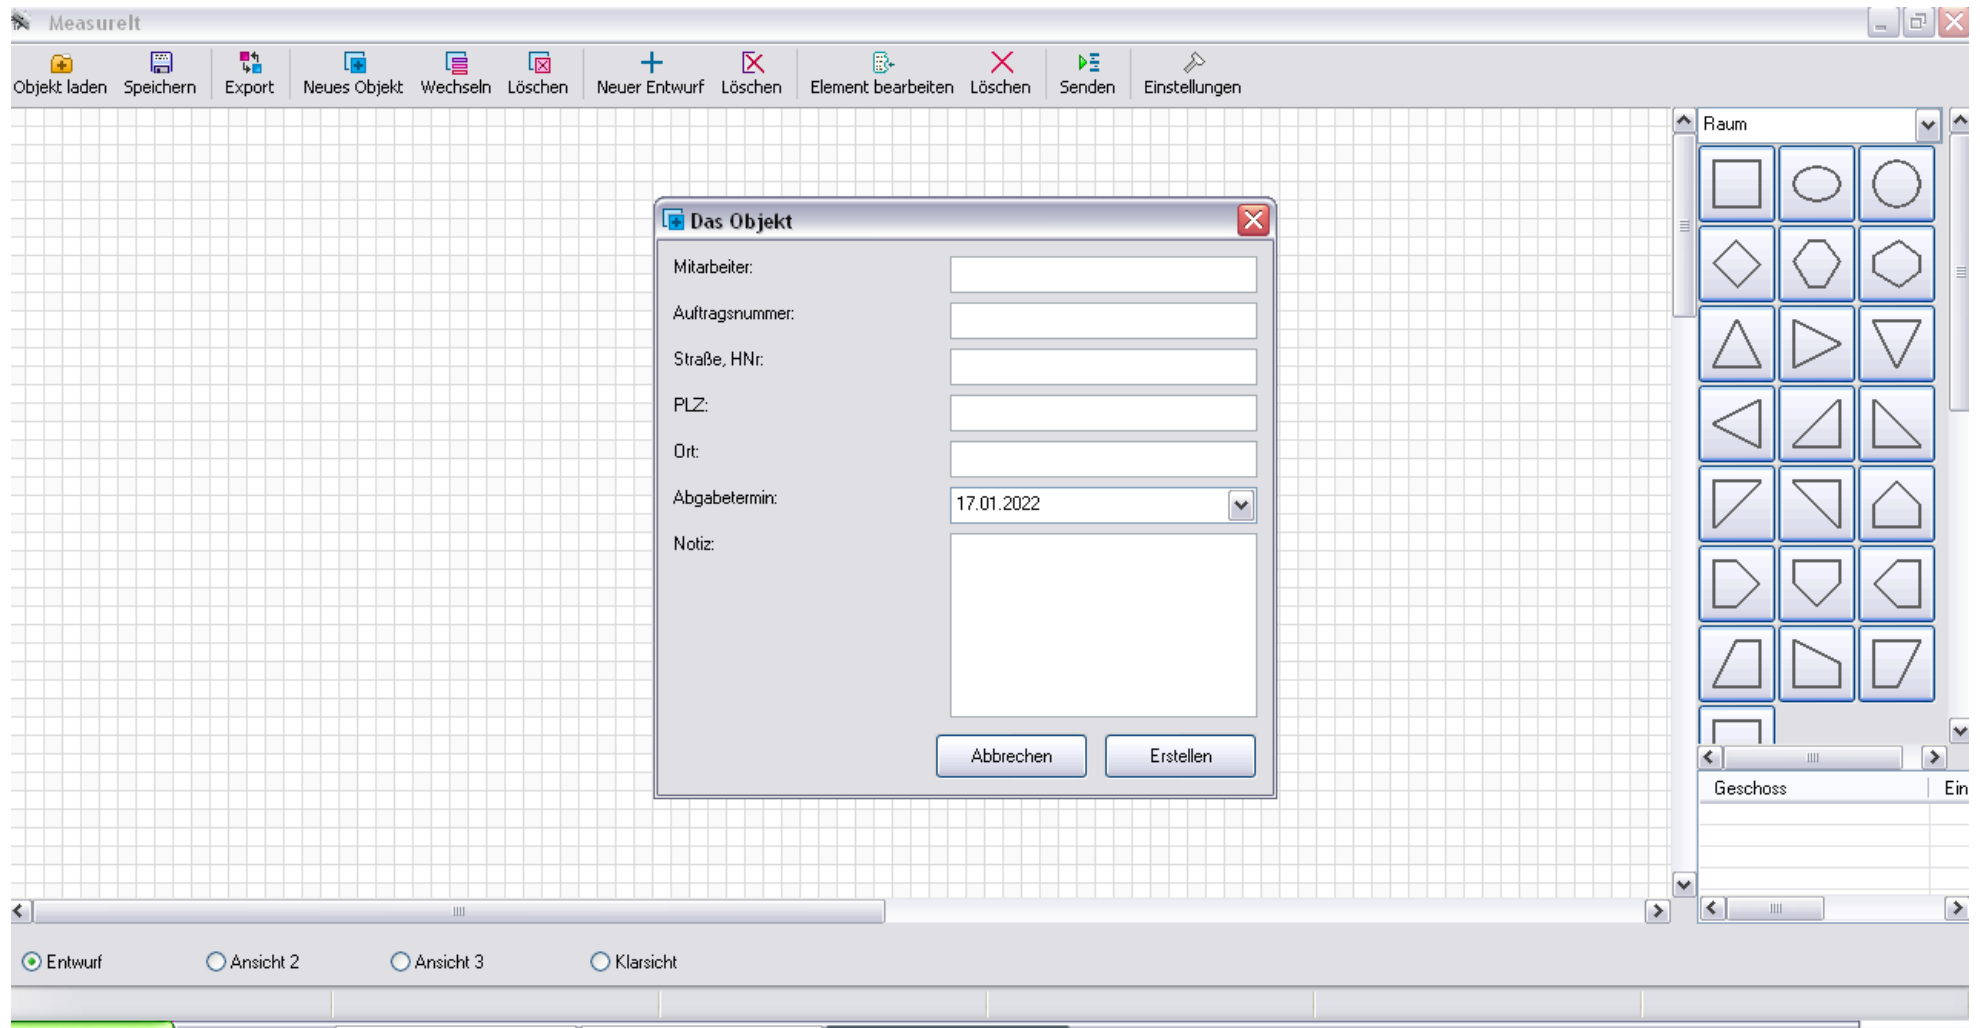 MeasureIt
Objekt laden Speichern Export Neues Objekt Wechseln Löschen Neuer Entwurf Löschen Element bearbeiten Löschen Senden Einstellungen
Raum
Das Objekt
Mitarbeiter:
Auftragsnummer:
Straße, HNr:
PLZ:
Ort:
Abgabetermin: 17.01.2022
Notiz:
Abbrechen Erstellen
Geschoss Ein
Entwurf Ansicht 2 Ansicht 3 Klarsicht